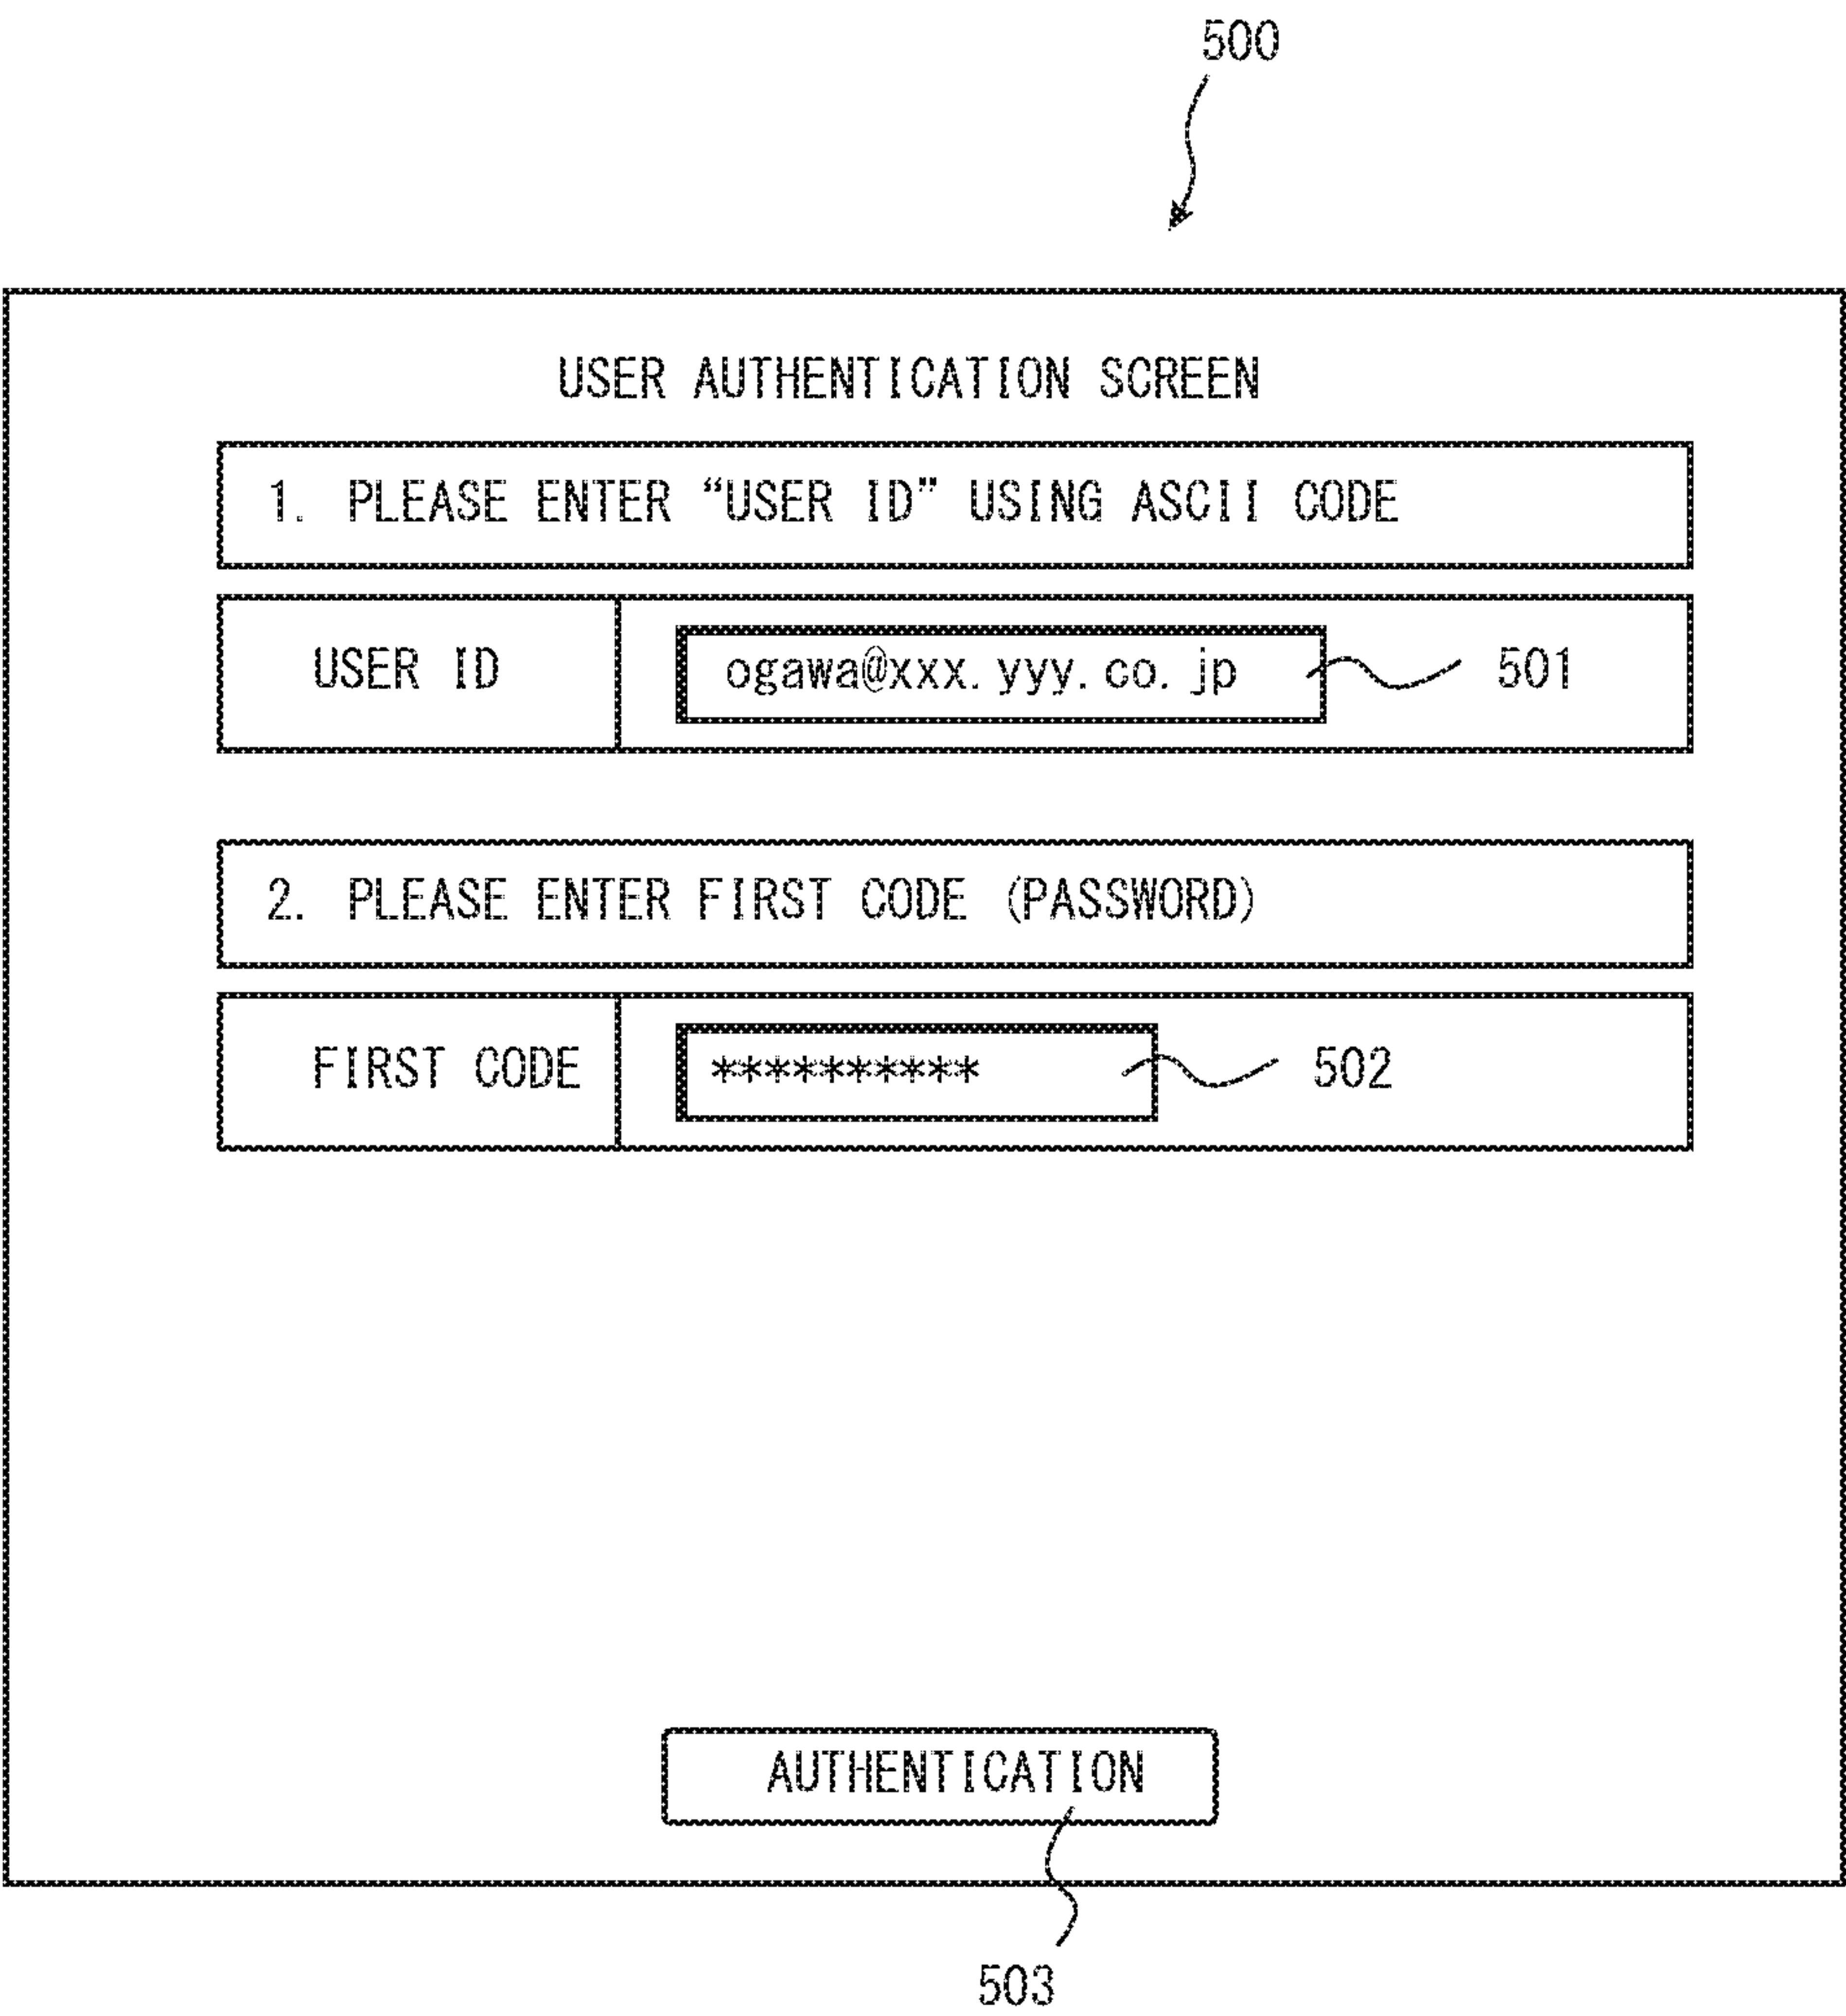 500
USER AUTHENTICATION SCREEN
1. PLEASE ENTER “USER ID” USING ASCII CODE
USER ID ogawa@xxx.yyy.co.jp 501
2. PLEASE ENTER FIRST CODE (PASSWORD)
FIRST CODE ********** 502
AUTHENTICATION
503